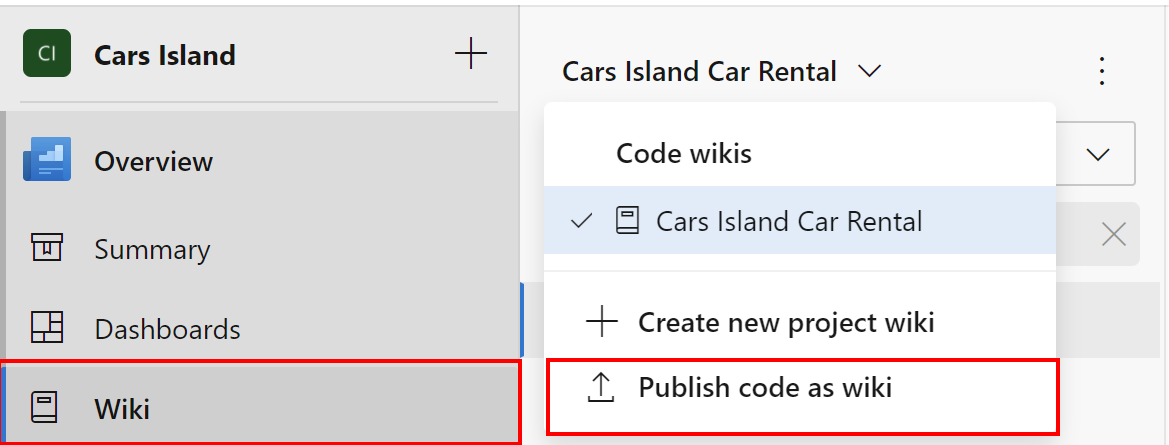 CI
Cars Island
Overview
Summary
Dashboards
Wiki
Cars Island Car Rental
Code wikis
Cars Island Car Rental
Create new project wiki
Publish code as wiki